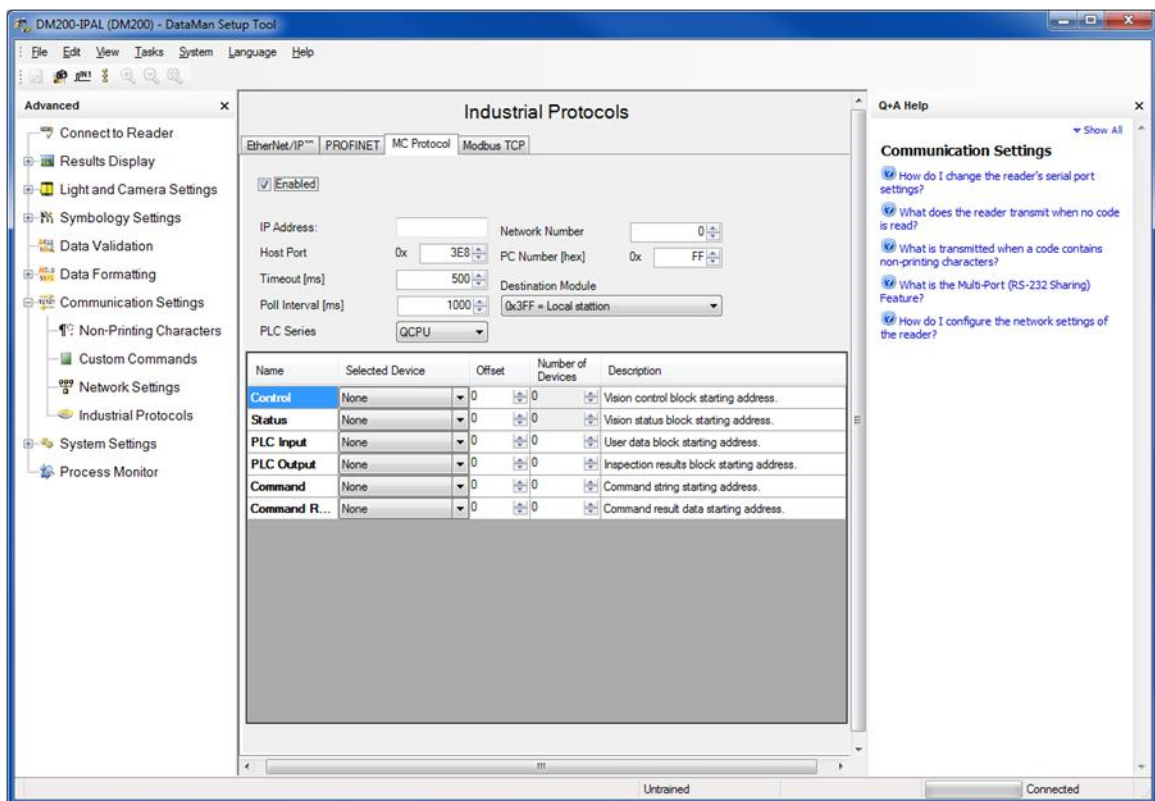 DM200-IPAL (DM200) - DataMan Setup Tool
File Edit View Tasks System Language Help
Advanced
Connect to Reader
Results Display
Light and Camera Settings
Symbology Settings
Data Validation
Data Formatting
Communication Settings
Non-Printing Characters
Custom Commands
Network Settings
Industrial Protocols
System Settings
Process Monitor
Industrial Protocols
EtherNet/IP™ PROFINET MC Protocol Modbus TCP
Enabled
IP Address:
Network Number 0
Host Port 0x 3E8
PC Number [hex] 0x FF
Timeout [ms] 500
Destination Module
Poll Interval [ms] 1000
0x3FF = Local stattion
PLC Series QCPU
Name Selected Device Offset Number of Devices Description
Control None 0 0 Vision control block starting address.
Status None 0 0 Vision status block starting address.
PLC Input None 0 0 User data block starting address.
PLC Output None 0 0 Inspection results block starting address.
Command None 0 0 Command string starting address.
Command R... None 0 0 Command result data starting address.
Q+A Help
Show All
Communication Settings
How do I change the reader's serial port
settings?
What does the reader transmit when no code
is read?
What is transmitted when a code contains
non-printing characters?
What is the Multi-Port (RS-232 Sharing)
Feature?
How do I configure the network settings of
the reader?
Untrained
Connected